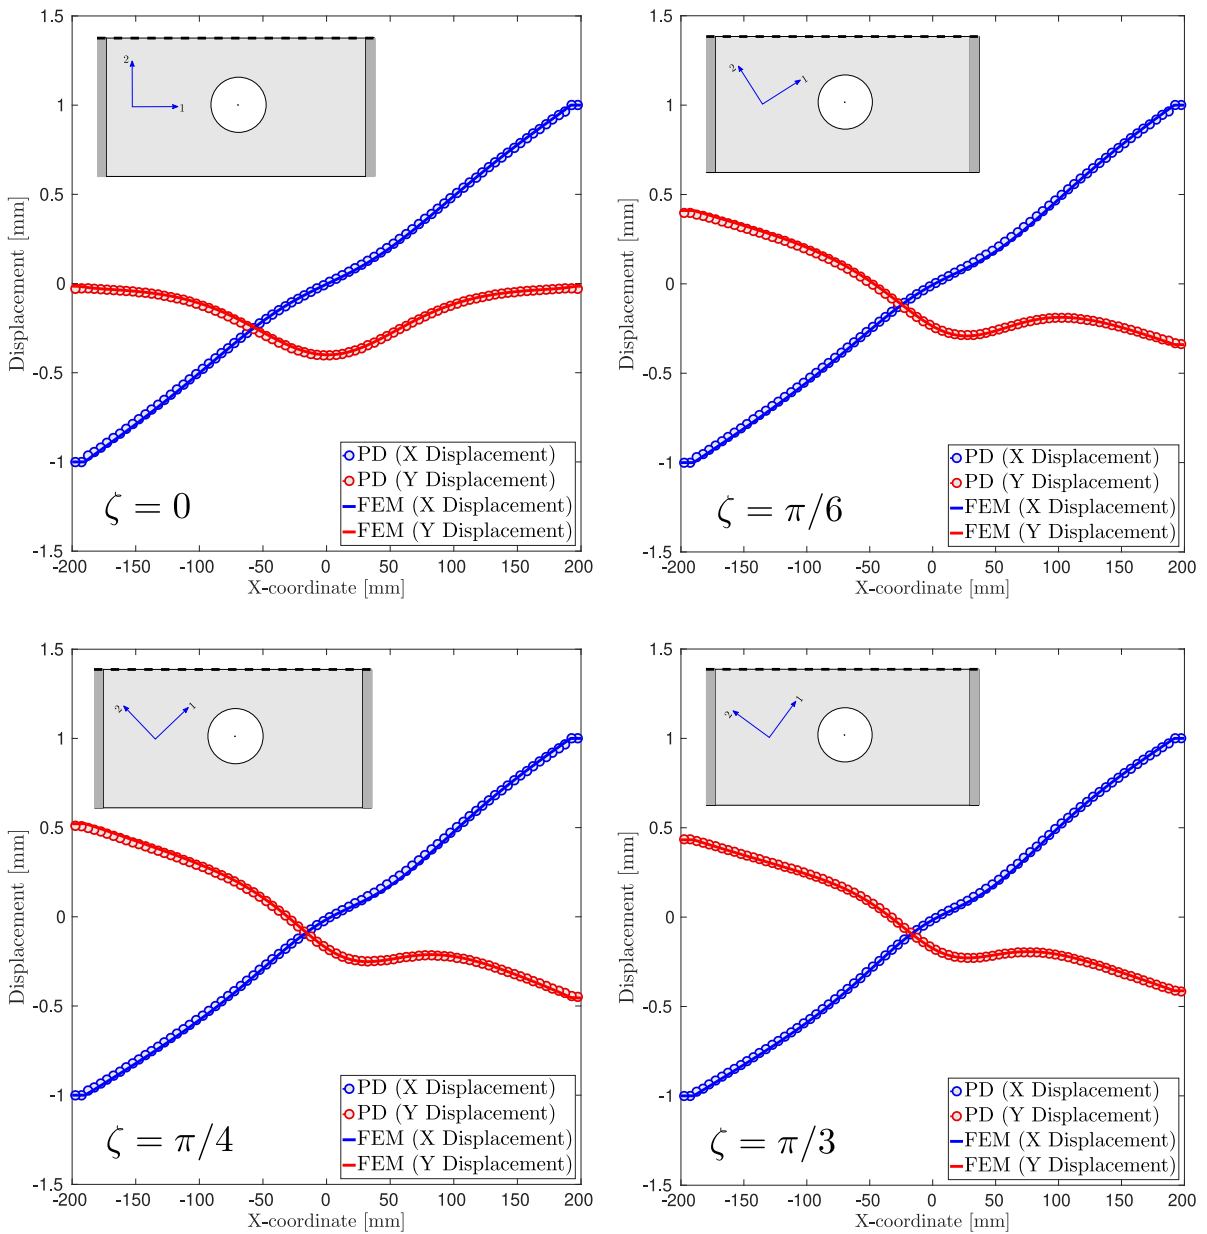 1.5
1
0.5
0
-0.5
-1
-1.5
Displacement [mm]
2
1
PD (X Displacement)
PD (Y Displacement)
FEM (X Displacement)
FEM (Y Displacement)
ζ = 0
-200 -150 -100 -50 0 50 100 150 200
X-coordinate [mm]
1.5
1
0.5
0
-0.5
-1
-1.5
Displacement [mm]
2
1
PD (X Displacement)
PD (Y Displacement)
FEM (X Displacement)
FEM (Y Displacement)
ζ = π/6
-200 -150 -100 -50 0 50 100 150 200
X-coordinate [mm]
1.5
1
0.5
0
-0.5
-1
-1.5
Displacement [mm]
2
1
PD (X Displacement)
PD (Y Displacement)
FEM (X Displacement)
FEM (Y Displacement)
ζ = π/4
-200 -150 -100 -50 0 50 100 150 200
X-coordinate [mm]
1.5
1
0.5
0
-0.5
-1
-1.5
Displacement [mm]
2
1
PD (X Displacement)
PD (Y Displacement)
FEM (X Displacement)
FEM (Y Displacement)
ζ = π/3
-200 -150 -100 -50 0 50 100 150 200
X-coordinate [mm]